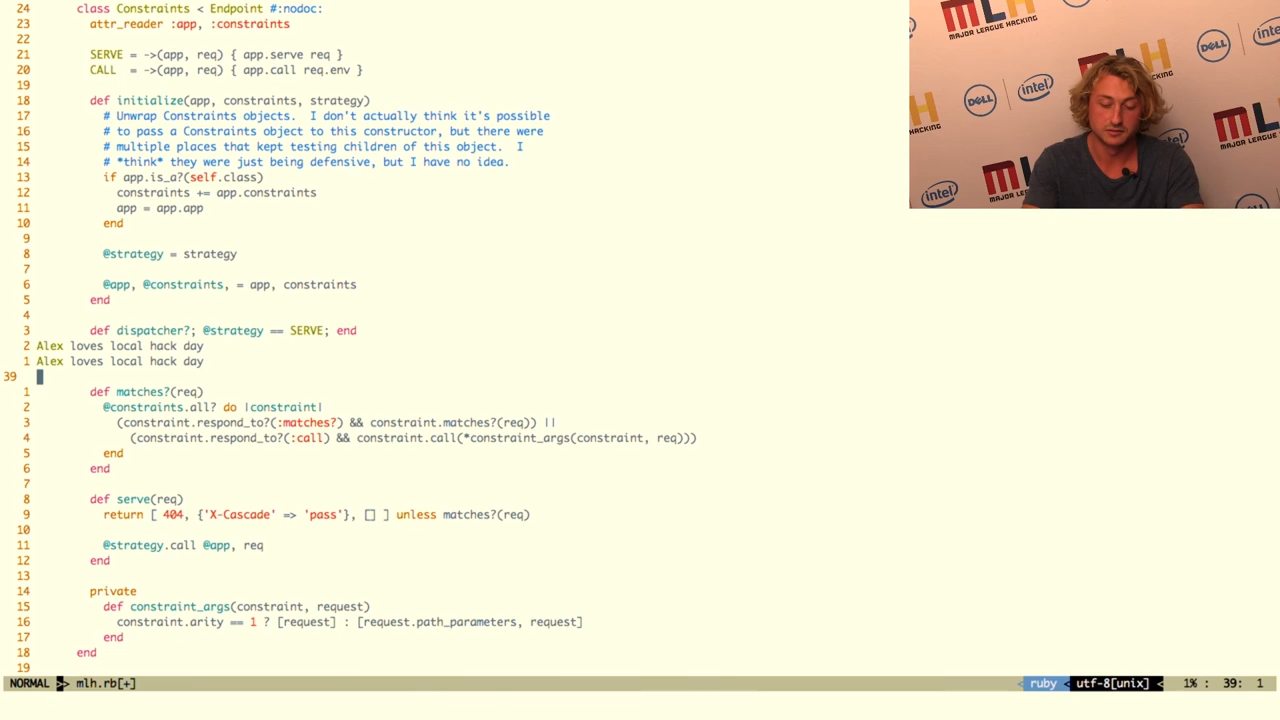 24 class Constraints < Endpoint #:nodoc:
23 attr_reader :app, :constraints
22
21 SERVE = ->(app, req) { app.serve req }
20 CALL = ->(app, req) { app.call req.env }
19
18 def initialize(app, constraints, strategy)
17 # Unwrap Constraints objects. I don't actually think it's possible
16 # to pass a Constraints object to this constructor, but there were
15 # multiple places that kept testing children of this object. I
14 # *think* they were just being defensive, but I have no idea.
13 if app.is_a?(self.class)
12 constraints += app.constraints
11 app = app.app
10 end
9
8 @strategy = strategy
7
6 @app, @constraints, = app, constraints
5 end
4
3 def dispatcher?; @strategy == SERVE; end
2 Alex loves local hack day
1 Alex loves local hack day
39
1 def matches?(req)
2 @constraints.all? do |constraint|
3 (constraint.respond_to?(:matches?) && constraint.matches?(req)) ||
4 (constraint.respond_to?(:call) && constraint.call(*constraint_args(constraint, req)))
5 end
6 end
7
8 def serve(req)
9 return [ 404, {'X-Cascade' => 'pass'}, [] ] unless matches?(req)
10
11 @strategy.call @app, req
12 end
13
14 private
15 def constraint_args(constraint, request)
16 constraint.arity == 1 ? [request] : [request.path_parameters, request]
17 end
18 end
19
NORMAL >> mlh.rb[+] < ruby < utf-8[unix] < 1% : 39: 1
MLH
MAJOR LEAGUE HACKING
DELL
intel
HACKING
intel